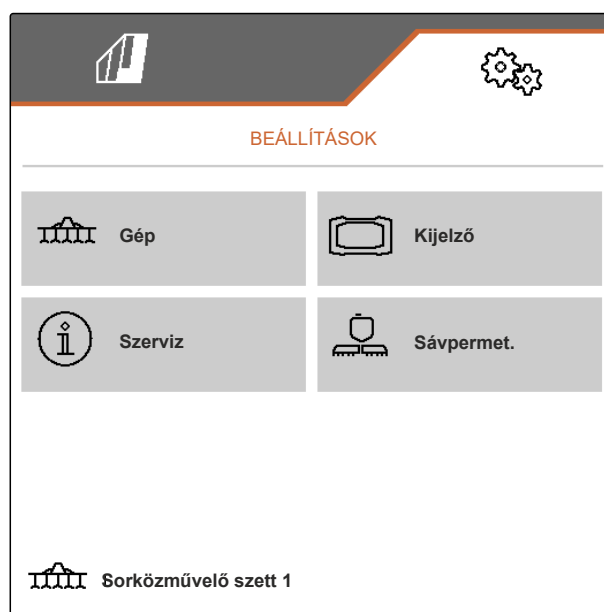 BEÁLLÍTÁSOK
Gép
Kijelző
Szerviz
Sávpermet.
Sorközművelő szett 1